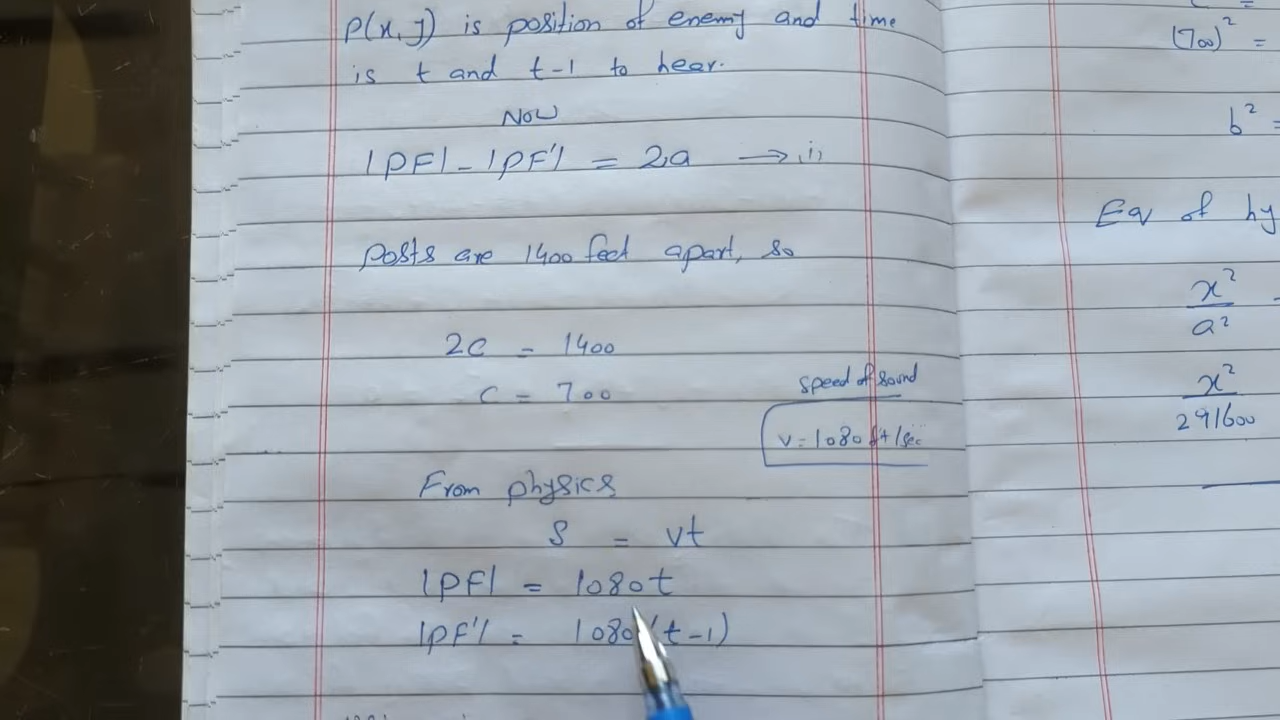 P(x,y) is position of enemy and time
is t and t-1 to hear.
Now
|PF| - |PF'| = 2a → (i)
Posts are 1400 feet apart, so
2c = 1400
c = 700
speed of sound
v = 1080 ft/sec
From physics
S = vt
|PF| = 1080t
|PF'| = 1080(t-1)
(700)² =
b² =
Eq of hy
x²
a²
x²
291600